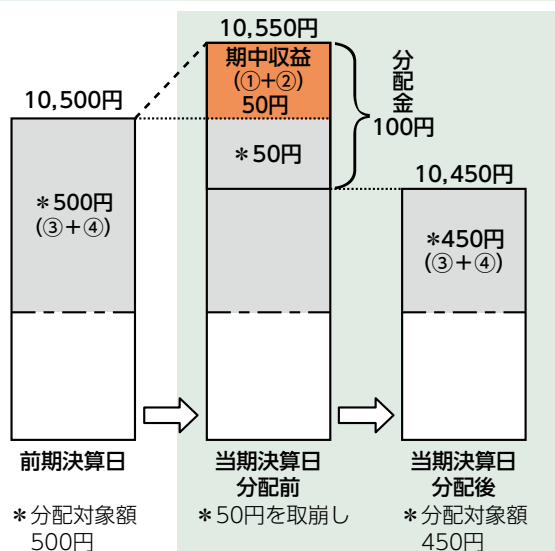 10,550円
期中収益
(①+②)
50円
分配金
100円
10,500円
＊50円
10,450円
＊500円
(③+④)
＊450円
(③+④)
前期決算日
当期決算日
分配前
当期決算日
分配後
＊分配対象額
500円
＊50円を取崩し
＊分配対象額
450円